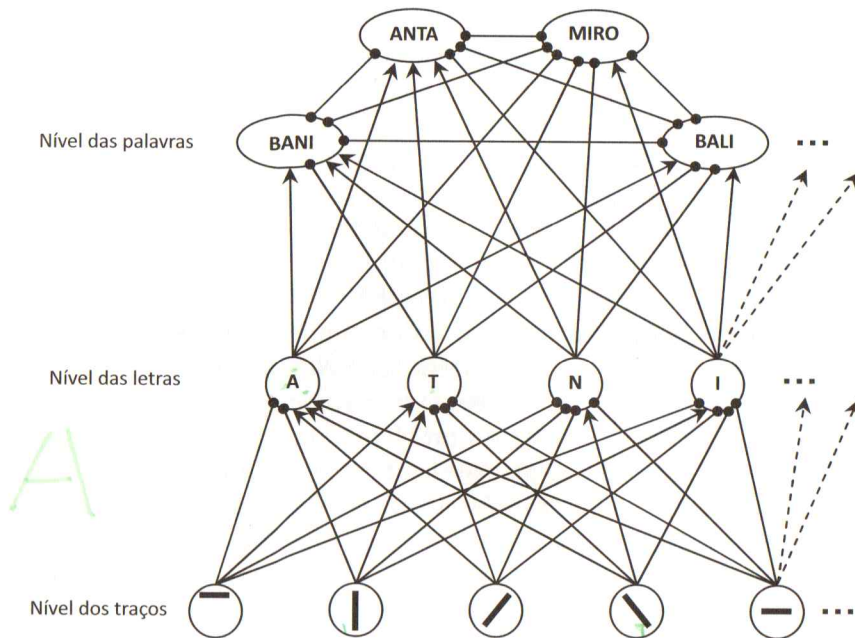 ANTA MIRO
Nível das palavras BANI BALI ...
Nível das letras A T N I ...
A
Nível dos traços ...